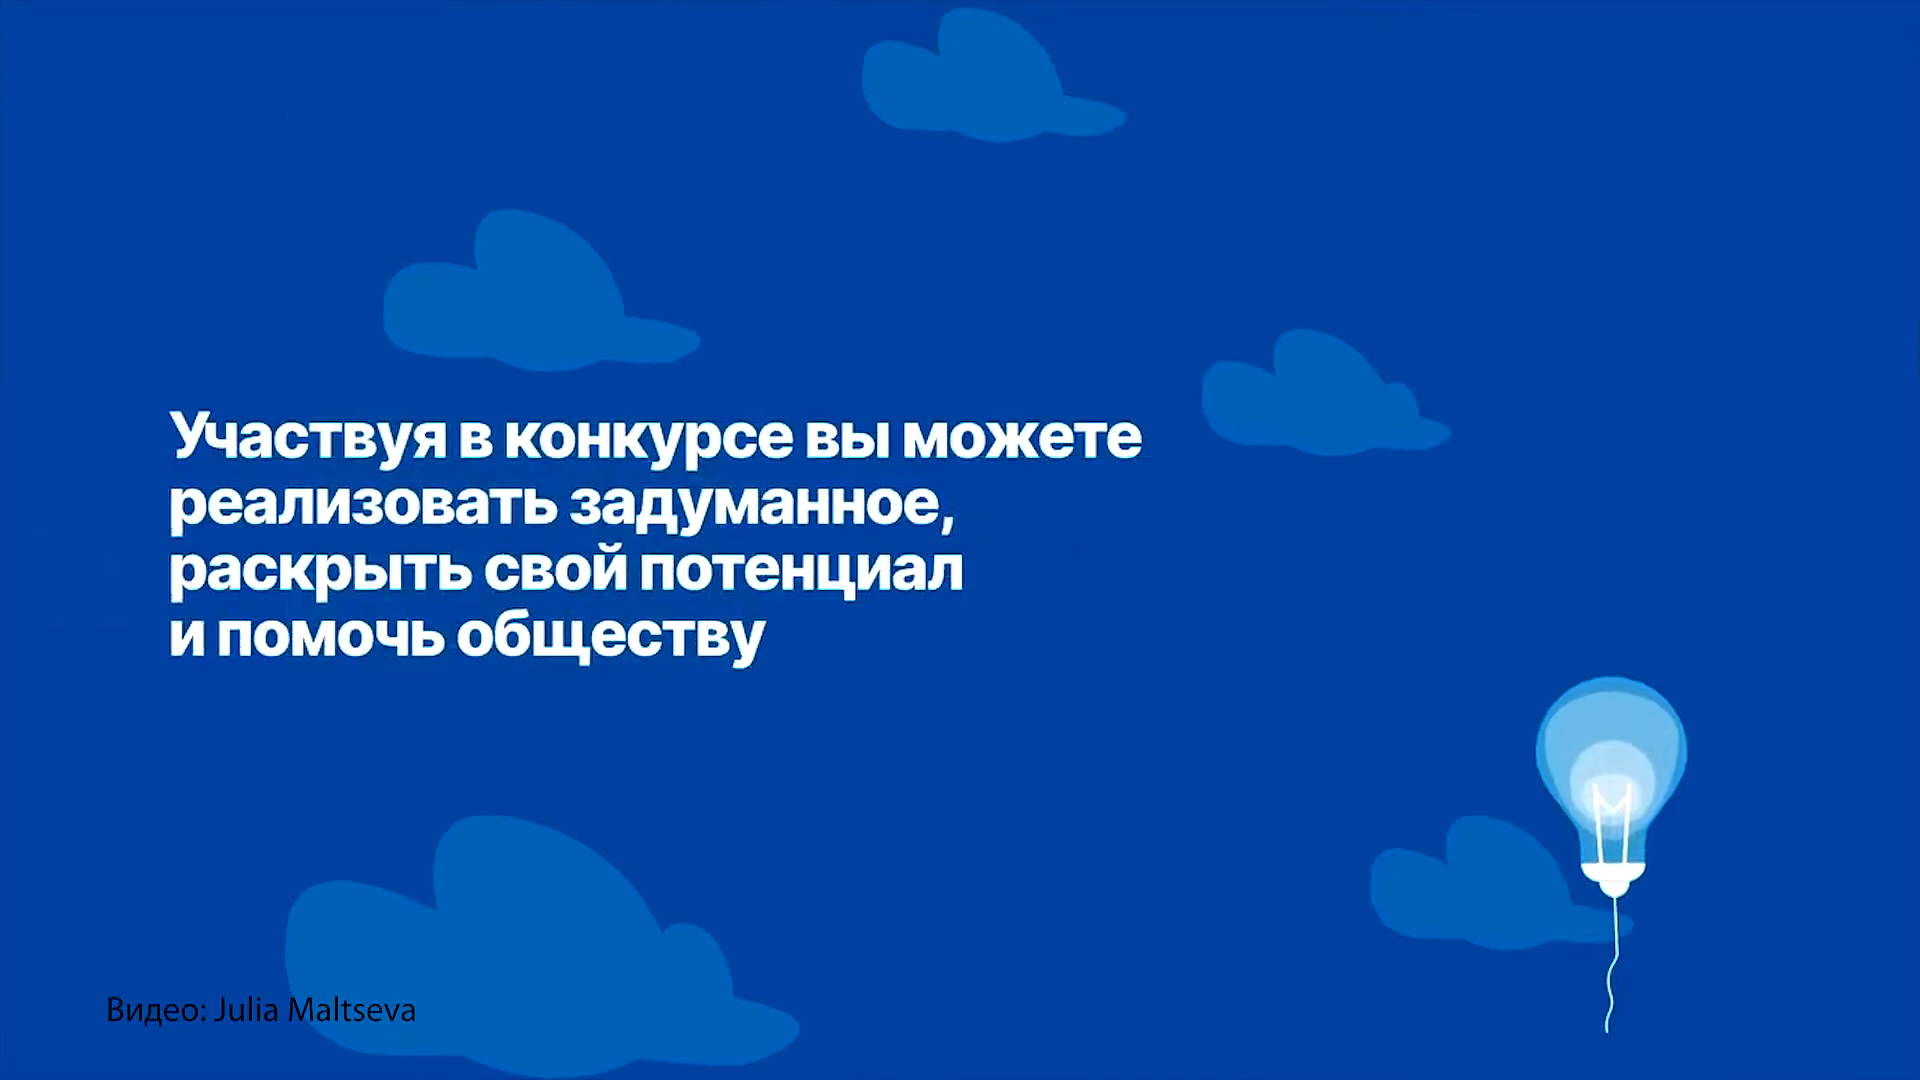 Участвуя в конкурсе вы можете
реализовать задуманное,
раскрыть свой потенциал
и помочь обществу
Видео: Julia Maltseva